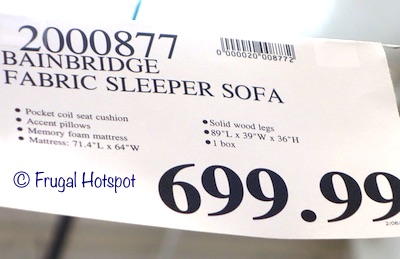 2000877
0 000020 008772
BAINBRIDGE
FABRIC SLEEPER SOFA
• Pocket coil seat cushion
• Accent pillows
• Memory foam mattress
• Mattress: 71.4"L x 64"W
• Solid wood legs
• 89"L x 39"W x 36"H
• 1 box
© Frugal Hotspot
699.99